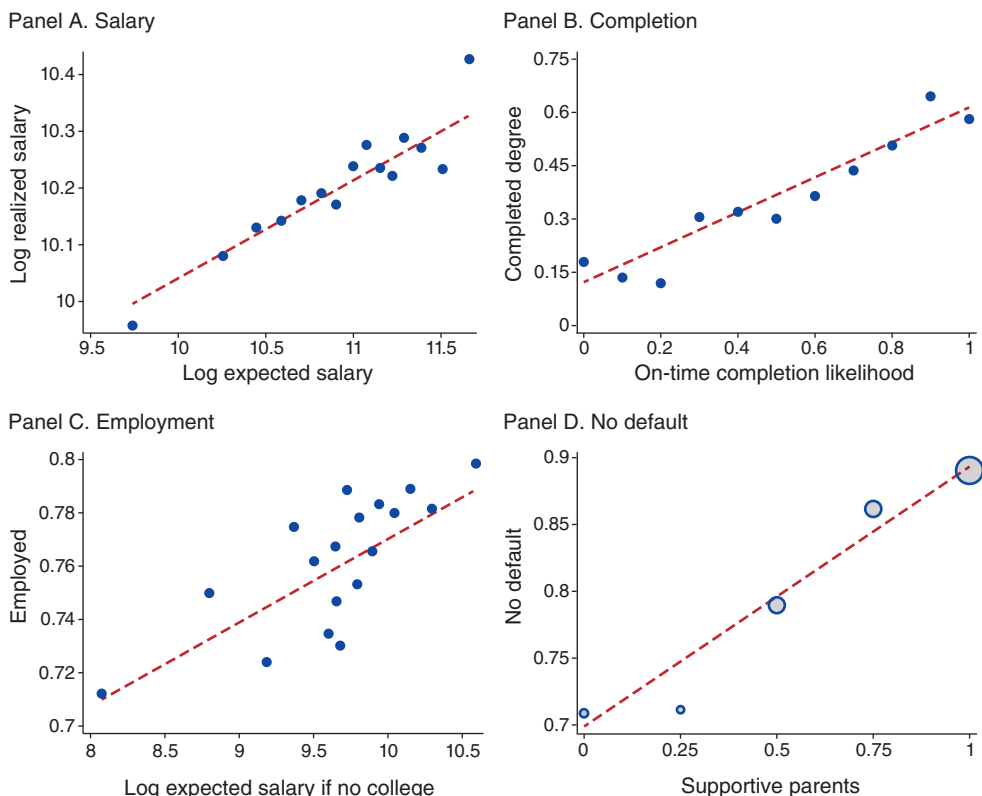 Panel A. Salary
Log realized salary
10.4
10.3
10.2
10.1
10
9.5 10 10.5 11 11.5
Log expected salary
Panel B. Completion
Completed degree
0.75
0.6
0.45
0.3
0.15
0
0 0.2 0.4 0.6 0.8 1
On-time completion likelihood
Panel C. Employment
Employed
0.8
0.78
0.76
0.74
0.72
0.7
8 8.5 9 9.5 10 10.5
Log expected salary if no college
Panel D. No default
No default
0.9
0.85
0.8
0.75
0.7
0 0.25 0.5 0.75 1
Supportive parents